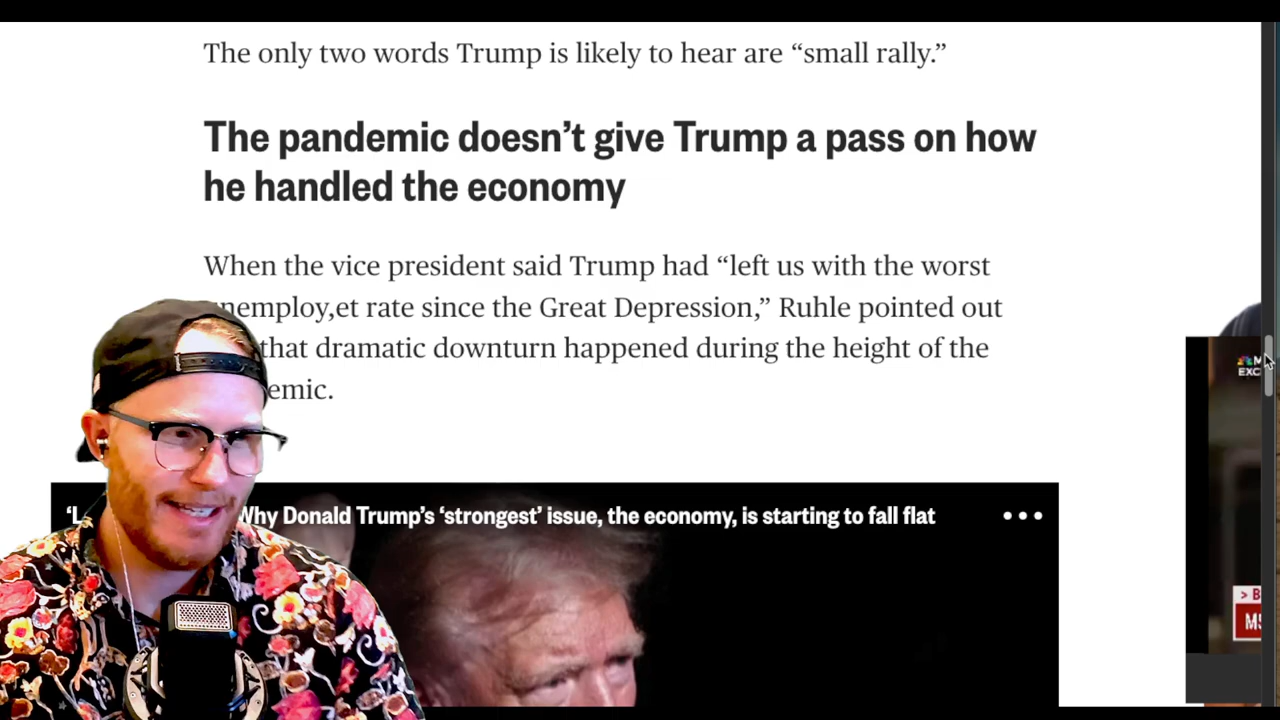 The only two words Trump is likely to hear are “small rally.”
The pandemic doesn’t give Trump a pass on how
he handled the economy
When the vice president said Trump had “left us with the worst
nemploy,et rate since the Great Depression,” Ruhle pointed out
that dramatic downturn happened during the height of the
emic.
‘L
Why Donald Trump’s ‘strongest’ issue, the economy, is starting to fall flat
M
EXC
> B
MS